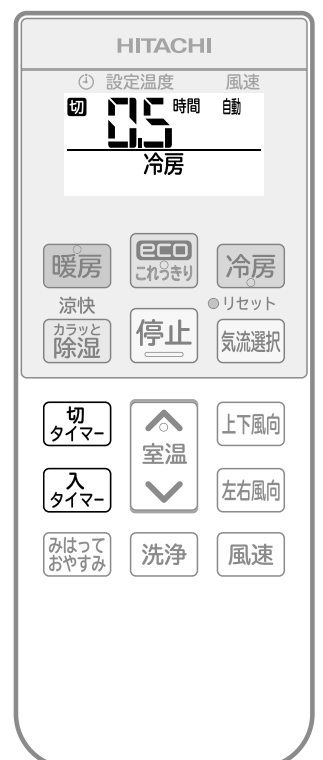 HITACHI
設定温度 風速
切 0.5 時間 自動
冷房
暖房 eco これっきり 冷房
涼快 リセット
カラッと 除湿 停止 気流選択
切タイマー 室温 上下風向
入タイマー 左右風向
みはっておやすみ 洗浄 風速